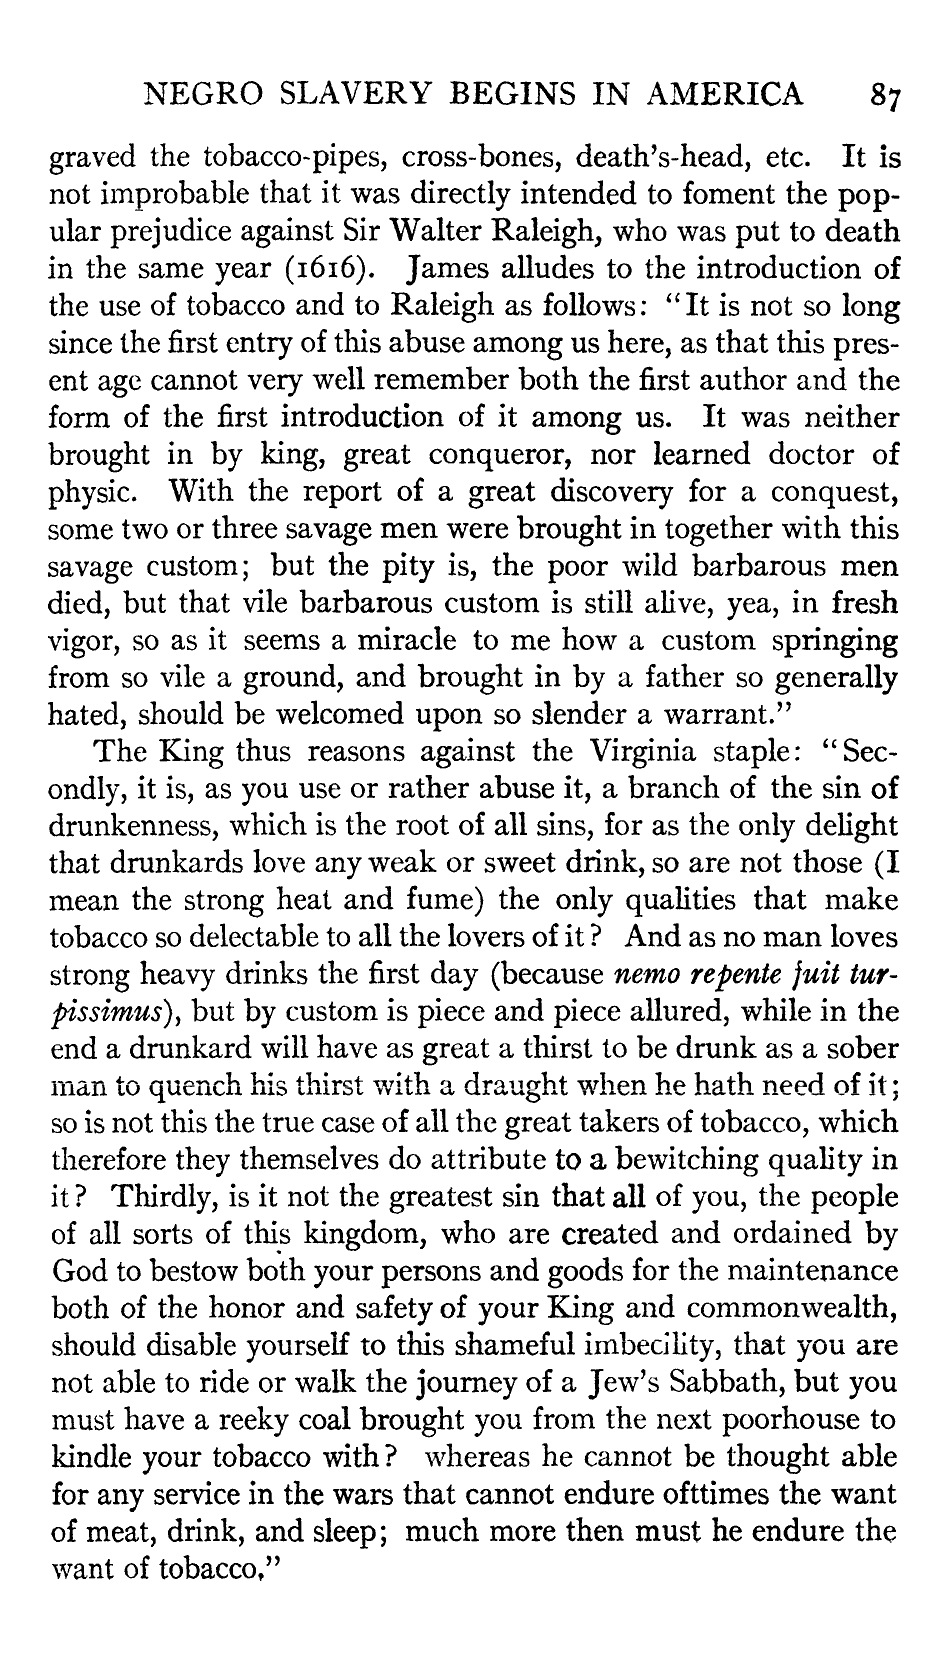 NEGRO SLAVERY BEGINS IN AMERICA 87
graved the tobacco-pipes, cross-bones, death's-head, etc. It is
not improbable that it was directly intended to foment the pop-
ular prejudice against Sir Walter Raleigh, who was put to death
in the same year (1616). James alludes to the introduction of
the use of tobacco and to Raleigh as follows: "It is not so long
since the first entry of this abuse among us here, as that this pres-
ent age cannot very well remember both the first author and the
form of the first introduction of it among us. It was neither
brought in by king, great conqueror, nor learned doctor of
physic. With the report of a great discovery for a conquest,
some two or three savage men were brought in together with this
savage custom; but the pity is, the poor wild barbarous men
died, but that vile barbarous custom is still alive, yea, in fresh
vigor, so as it seems a miracle to me how a custom springing
from so vile a ground, and brought in by a father so generally
hated, should be welcomed upon so slender a warrant."
The King thus reasons against the Virginia staple: "Sec-
ondly, it is, as you use or rather abuse it, a branch of the sin of
drunkenness, which is the root of all sins, for as the only delight
that drunkards love any weak or sweet drink, so are not those (I
mean the strong heat and fume) the only qualities that make
tobacco so delectable to all the lovers of it? And as no man loves
strong heavy drinks the first day (because nemo repente fuit tur-
pissimus), but by custom is piece and piece allured, while in the
end a drunkard will have as great a thirst to be drunk as a sober
man to quench his thirst with a draught when he hath need of it;
so is not this the true case of all the great takers of tobacco, which
therefore they themselves do attribute to a bewitching quality in
it? Thirdly, is it not the greatest sin that all of you, the people
of all sorts of this kingdom, who are created and ordained by
God to bestow both your persons and goods for the maintenance
both of the honor and safety of your King and commonwealth,
should disable yourself to this shameful imbecility, that you are
not able to ride or walk the journey of a Jew's Sabbath, but you
must have a reeky coal brought you from the next poorhouse to
kindle your tobacco with? whereas he cannot be thought able
for any service in the wars that cannot endure ofttimes the want
of meat, drink, and sleep; much more then must he endure the
want of tobacco,"